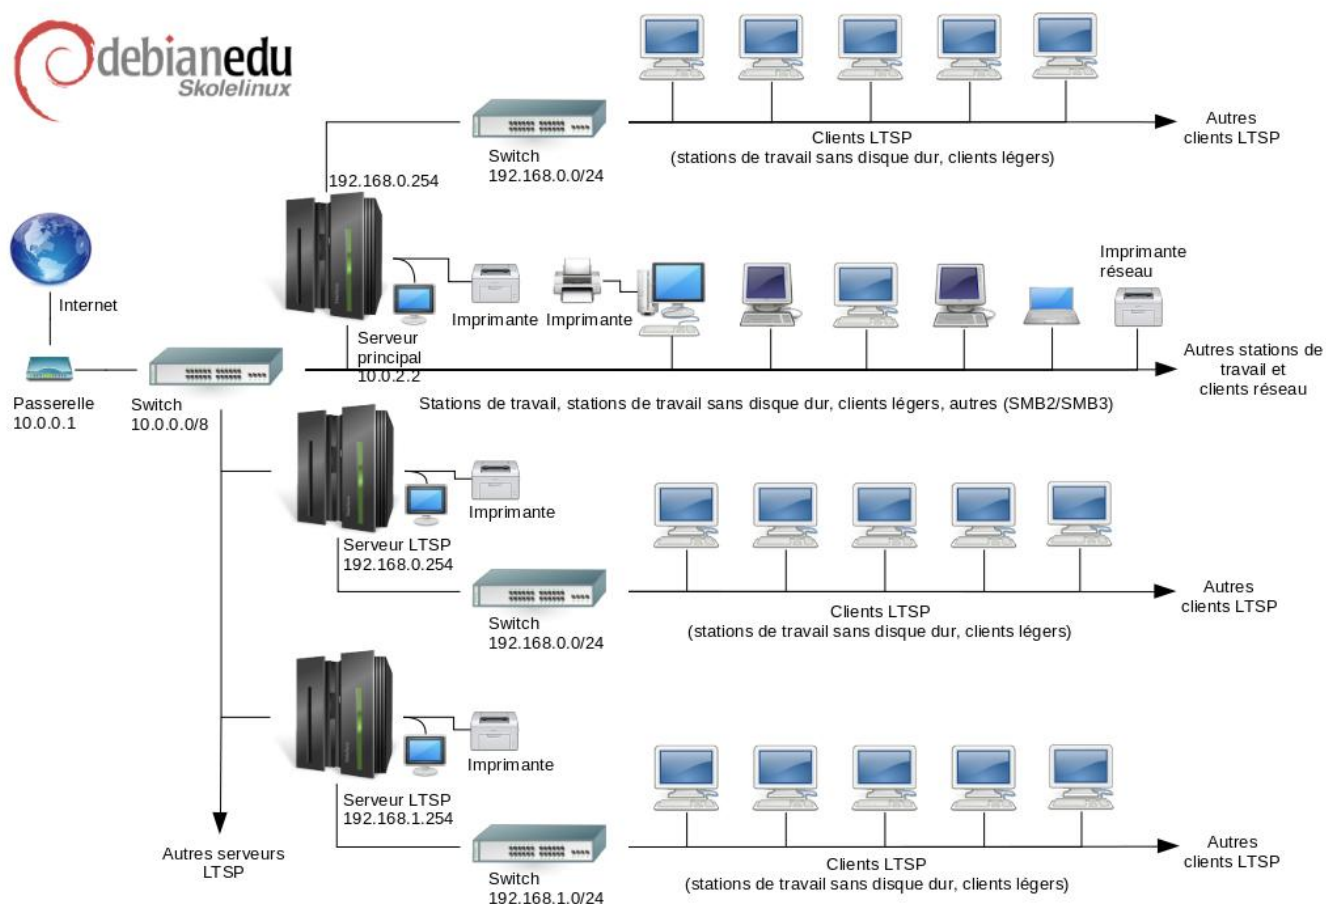 debianedu
Skolelinux
Autres
clients LTSP
Clients LTSP
(stations de travail sans disque dur, clients légers)
Switch
192.168.0.0/24
192.168.0.254
Internet
Imprimante
réseau
Imprimante
Imprimante
Serveur
principal
10.0.2.2
Autres stations de
travail et
clients réseau
Passerelle
10.0.0.1
Switch
10.0.0.0/8
Stations de travail, stations de travail sans disque dur, clients légers, autres (SMB2/SMB3)
Imprimante
Serveur LTSP
192.168.0.254
Autres
clients LTSP
Clients LTSP
(stations de travail sans disque dur, clients légers)
Switch
192.168.0.0/24
Imprimante
Serveur LTSP
192.168.1.254
Autres serveurs
LTSP
Autres
clients LTSP
Clients LTSP
(stations de travail sans disque dur, clients légers)
Switch
192.168.1.0/24